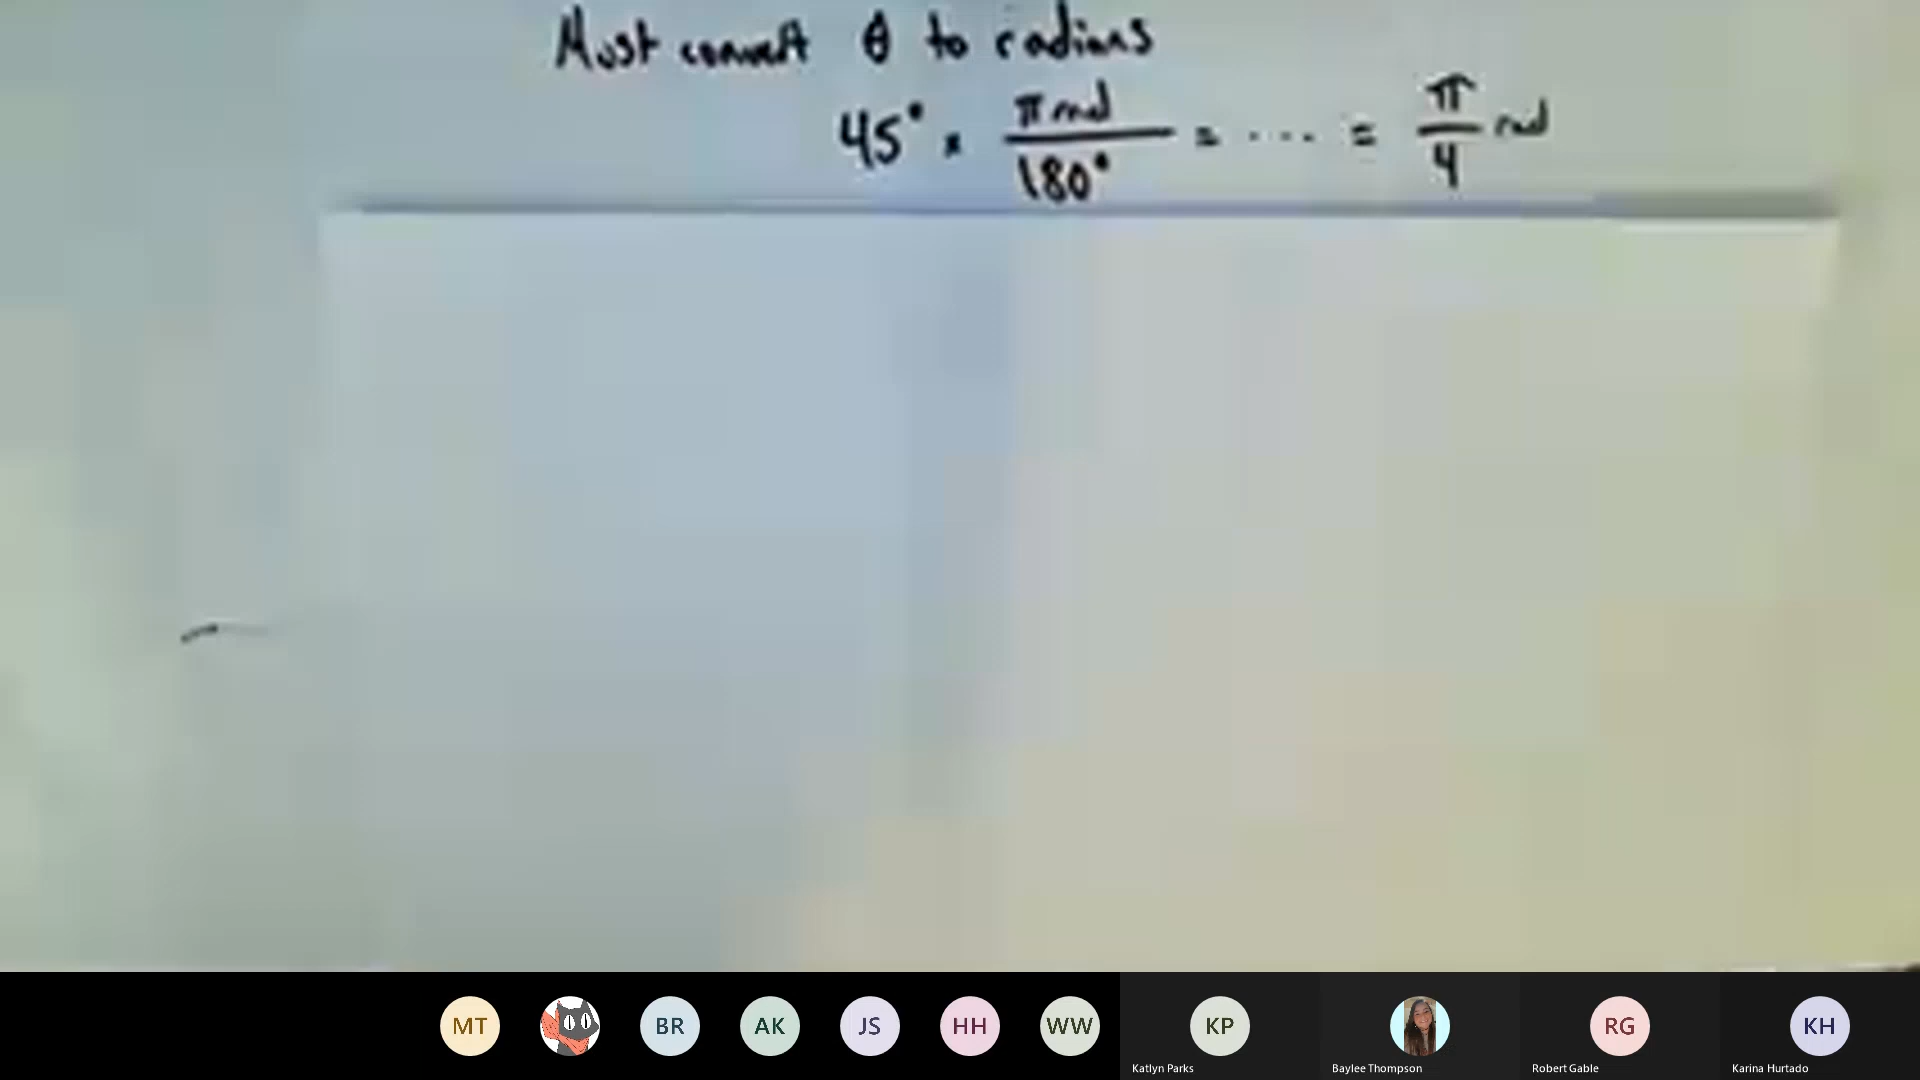 Must convert θ to radians
45° × π rad / 180° = .... = π / 4 rad
MT BR AK JS HH WW KP RG KH
Katlyn Parks Baylee Thompson Robert Gable Karina Hurtado